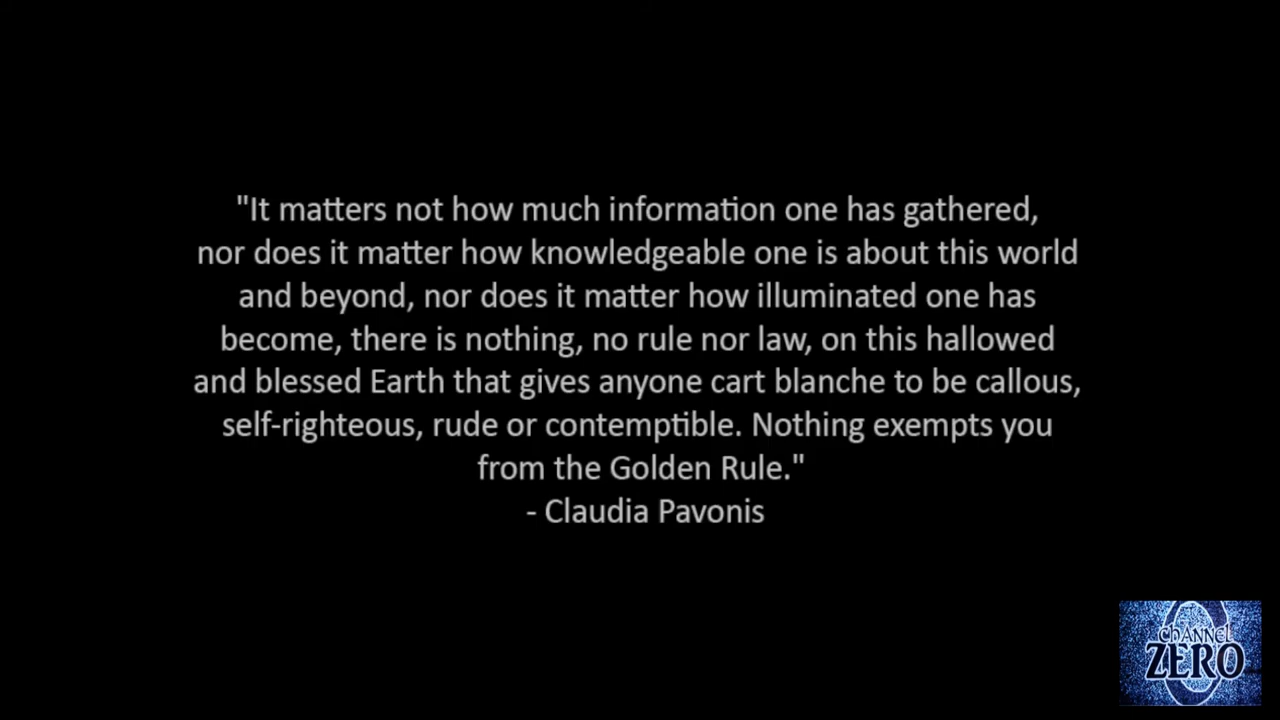 "It matters not how much information one has gathered,
nor does it matter how knowledgeable one is about this world
and beyond, nor does it matter how illuminated one has
become, there is nothing, no rule nor law, on this hallowed
and blessed Earth that gives anyone cart blanche to be callous,
self-righteous, rude or contemptible. Nothing exempts you
from the Golden Rule."
- Claudia Pavonis
chANNEL
ZERO